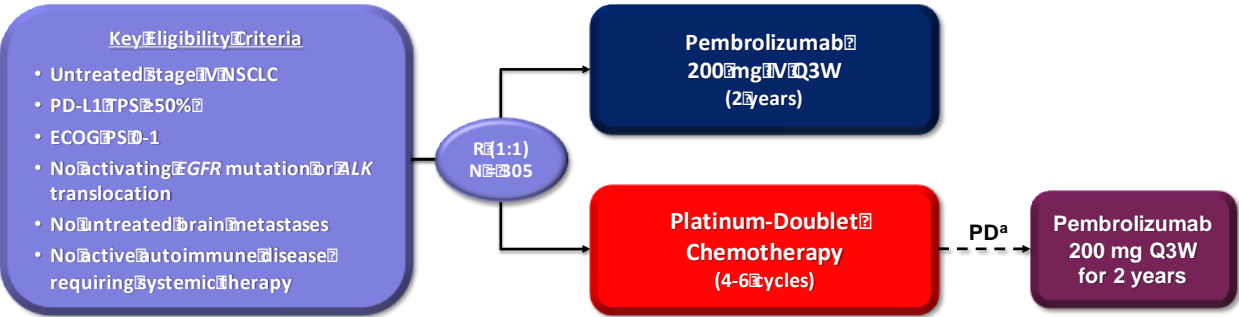 Key Eligibility Criteria
• Untreated stage IV NSCLC
• PD-L1 TPS ≥50%
• ECOG PS 0-1
• No activating EGFR mutation or ALK
translocation
• No untreated brain metastases
• No active autoimmune disease
requiring systemic therapy
R (1:1)
N = 305
Pembrolizumab
200 mg IV Q3W
(2 years)
Platinum-Doublet
Chemotherapy
(4-6 cycles)
PDᵃ
Pembrolizumab
200 mg Q3W
for 2 years